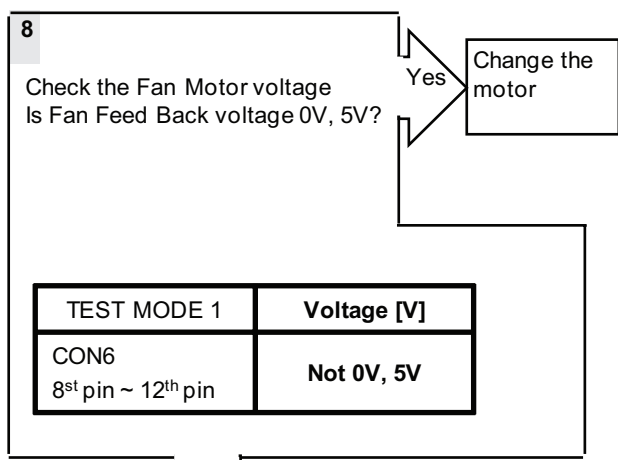 8
Check the Fan Motor voltage
Is Fan Feed Back voltage 0V, 5V?
Yes
Change the
motor
TEST MODE 1
Voltage [V]
CON6
8st pin ~ 12th pin
Not 0V, 5V